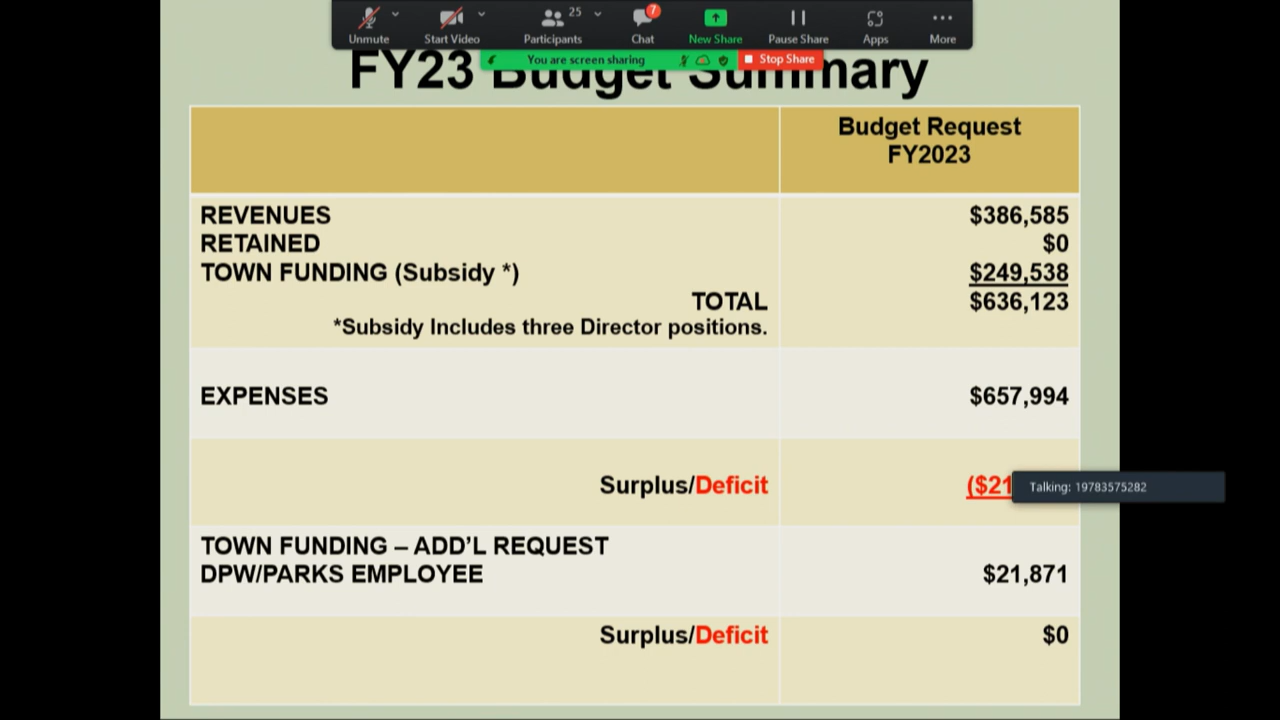 25
7
Unmute
Start Video
Participants
Chat
New Share
Pause Share
Apps
More
You are screen sharing
Stop Share
FY23 Budget Summary
Budget Request
FY2023
REVENUES $386,585
RETAINED $0
TOWN FUNDING (Subsidy *) $249,538
TOTAL $636,123
*Subsidy Includes three Director positions.
EXPENSES $657,994
Surplus/Deficit ($21
Talking: 19783575282
TOWN FUNDING – ADD'L REQUEST
DPW/PARKS EMPLOYEE $21,871
Surplus/Deficit $0